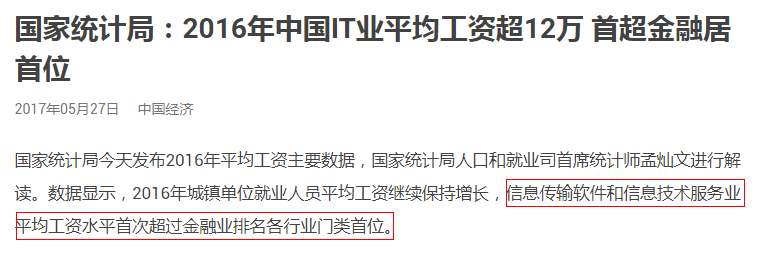 国家统计局：2016年中国IT业平均工资超12万 首超金融居
首位
2017年05月27日 中国经济
国家统计局今天发布2016年平均工资主要数据，国家统计局人口和就业司首席统计师孟灿文进行解
读。数据显示，2016年城镇单位就业人员平均工资继续保持增长，信息传输软件和信息技术服务业
平均工资水平首次超过金融业排名各行业门类首位。